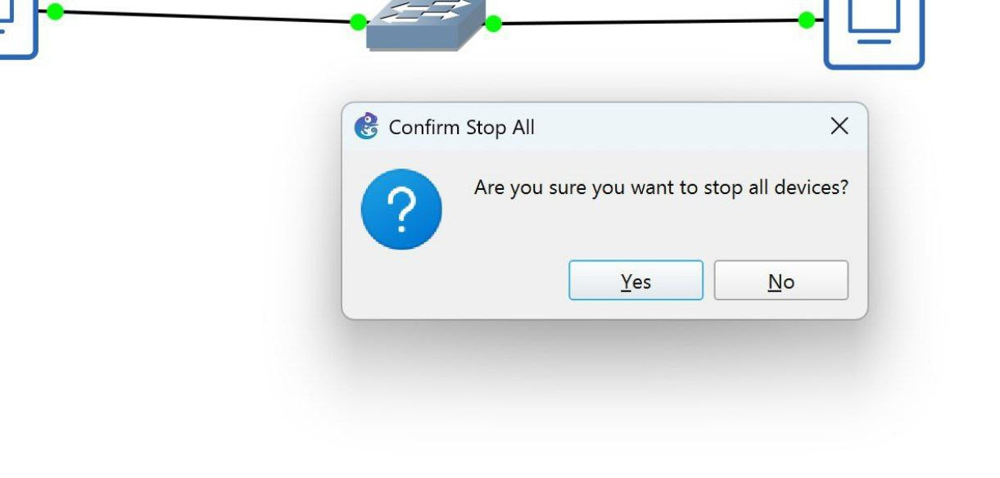 Confirm Stop All
Are you sure you want to stop all devices?
Yes
No